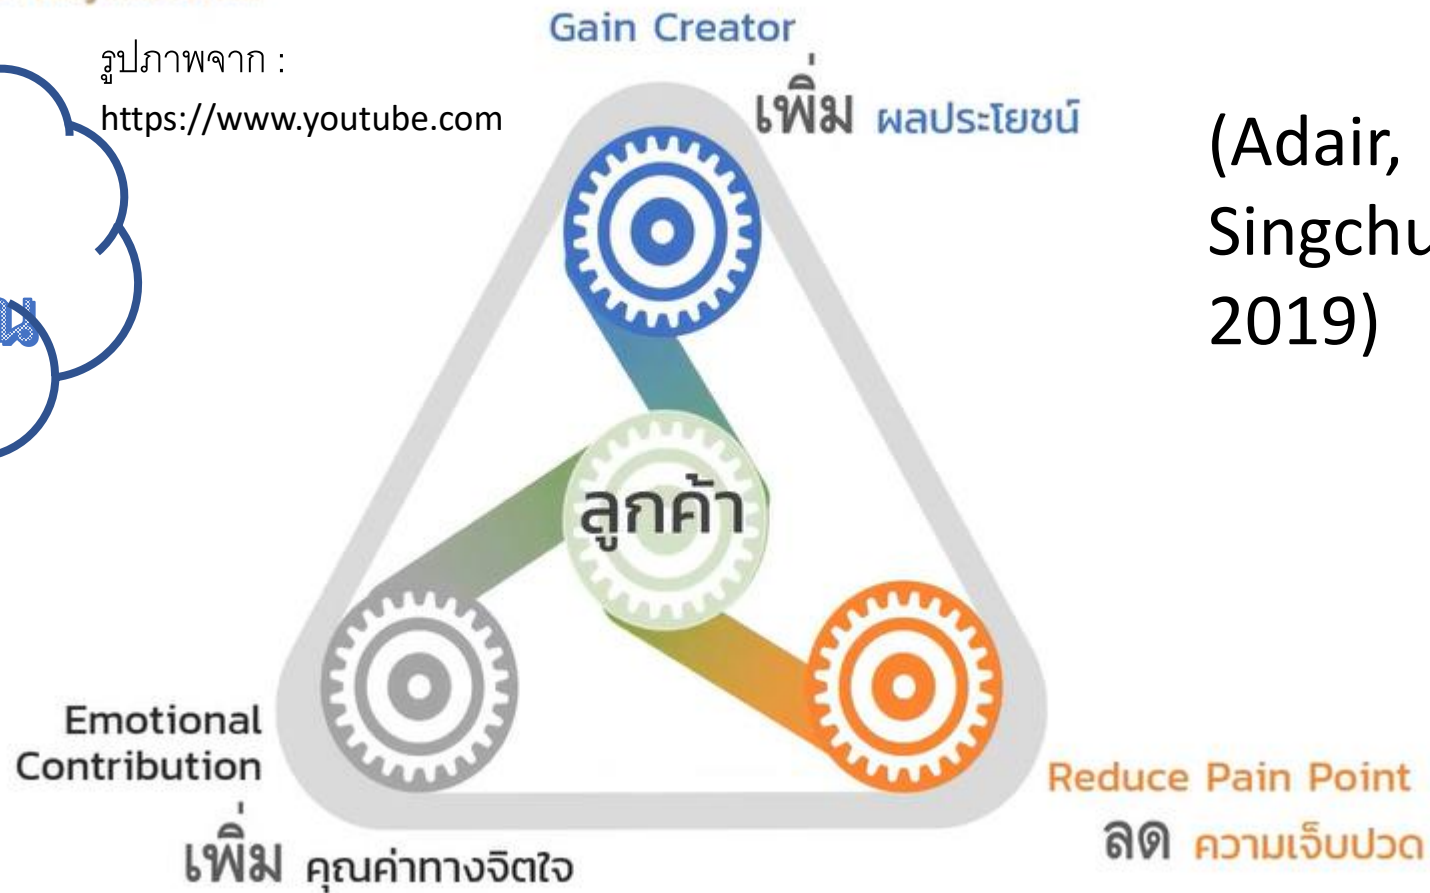 Gain Creator
รูปภาพจาก :
https://www.youtube.com
เพิ่ม ผลประโยชน์
(Adair,
2019)
ลูกค้า
Emotional
Contribution
เพิ่ม คุณค่าทางจิตใจ
Reduce Pain Point
ลด ความเจ็บปวด